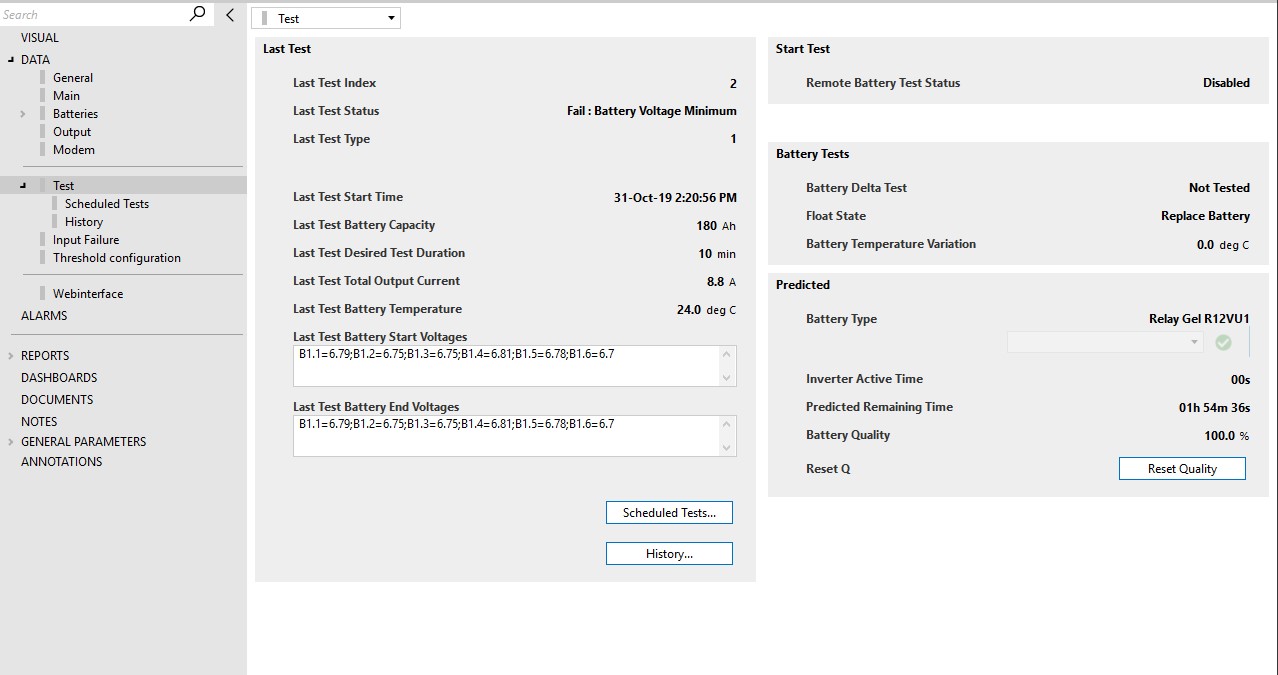 Search
VISUAL
DATA
General
Main
Batteries
Output
Modem
Test
Scheduled Tests
History
Input Failure
Threshold configuration
Webinterface
ALARMS
REPORTS
DASHBOARDS
DOCUMENTS
NOTES
GENERAL PARAMETERS
ANNOTATIONS
Test
Last Test
Last Test Index 2
Last Test Status Fail : Battery Voltage Minimum
Last Test Type 1
Last Test Start Time 31-Oct-19 2:20:56 PM
Last Test Battery Capacity 180 Ah
Last Test Desired Test Duration 10 min
Last Test Total Output Current 8.8 A
Last Test Battery Temperature 24.0 deg C
Last Test Battery Start Voltages
B1.1=6.79;B1.2=6.75;B1.3=6.75;B1.4=6.81;B1.5=6.78;B1.6=6.7
Last Test Battery End Voltages
B1.1=6.79;B1.2=6.75;B1.3=6.75;B1.4=6.81;B1.5=6.78;B1.6=6.7
Scheduled Tests...
History...
Start Test
Remote Battery Test Status Disabled
Battery Tests
Battery Delta Test Not Tested
Float State Replace Battery
Battery Temperature Variation 0.0 deg C
Predicted
Battery Type Relay Gel R12VU1
Inverter Active Time 00s
Predicted Remaining Time 01h 54m 36s
Battery Quality 100.0 %
Reset Q Reset Quality